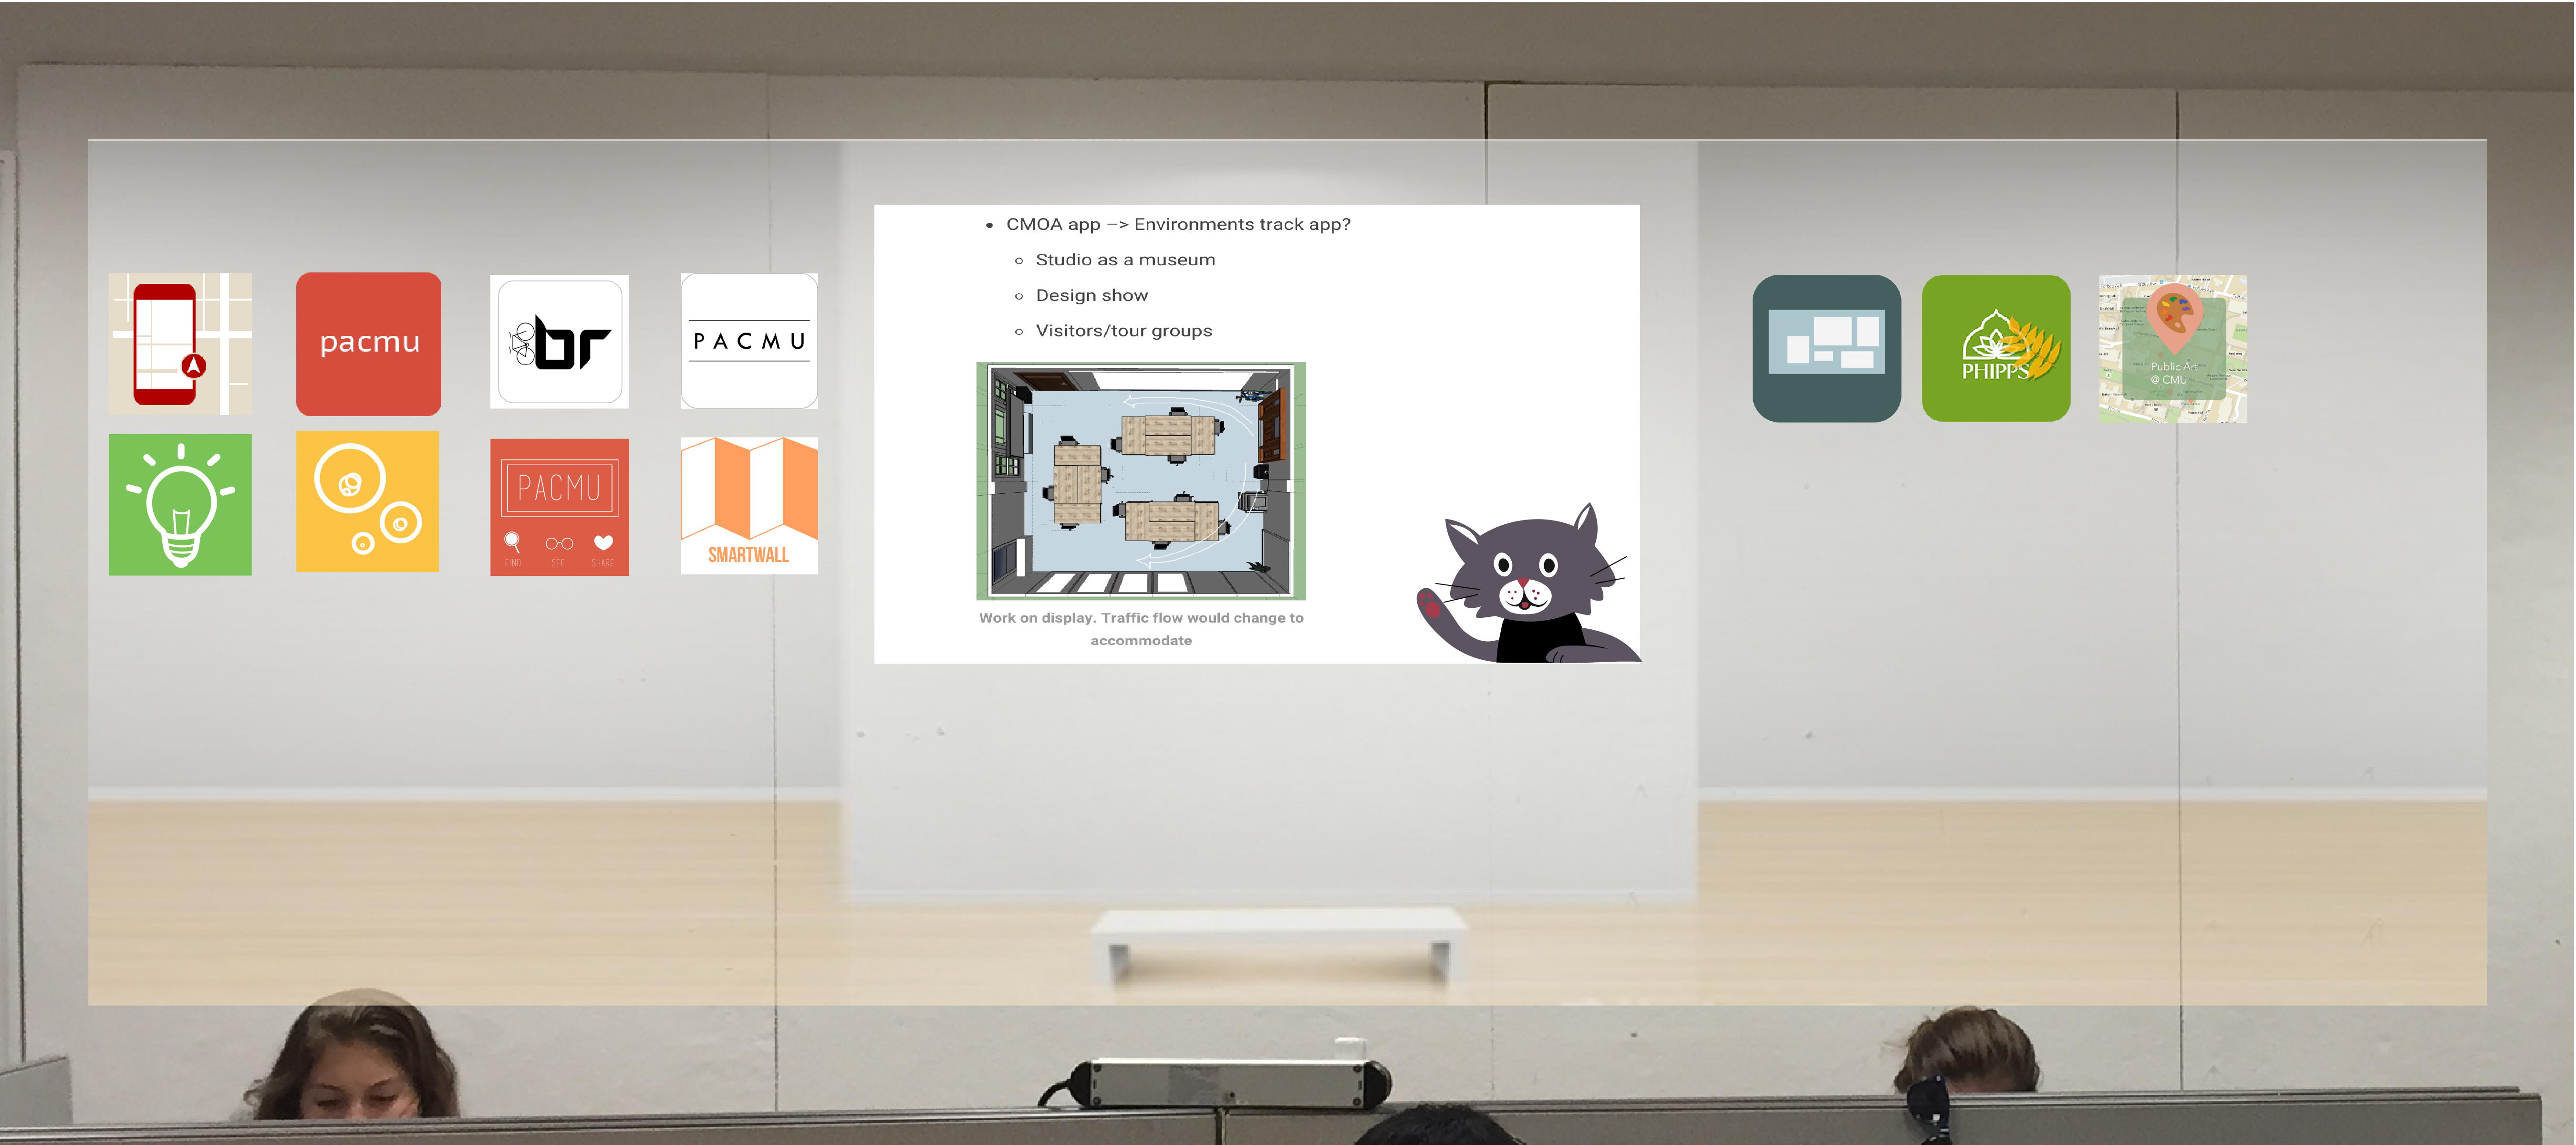 pacmu
br
PACMU
PACMU
FIND SEE SHARE
SMARTWALL
• CMOA app –> Environments track app?
○ Studio as a museum
○ Design show
○ Visitors/tour groups
Work on display. Traffic flow would change to
accommodate
PHIPPS
Public Art
@ CMU